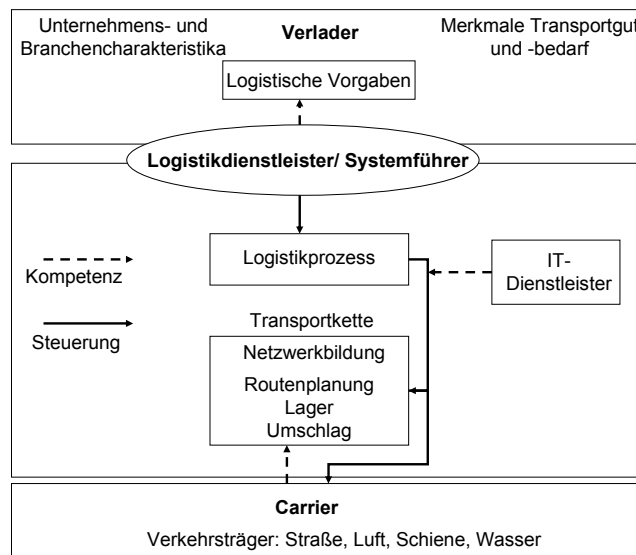 Unternehmens- und
Branchencharakteristika
Verlader
Merkmale Transportgut
und -bedarf
Logistische Vorgaben
Logistikdienstleister/ Systemführer
Logistikprozess
IT-
Dienstleister
Kompetenz
Steuerung
Transportkette
Netzwerkbildung
Routenplanung
Lager
Umschlag
Carrier
Verkehrsträger: Straße, Luft, Schiene, Wasser